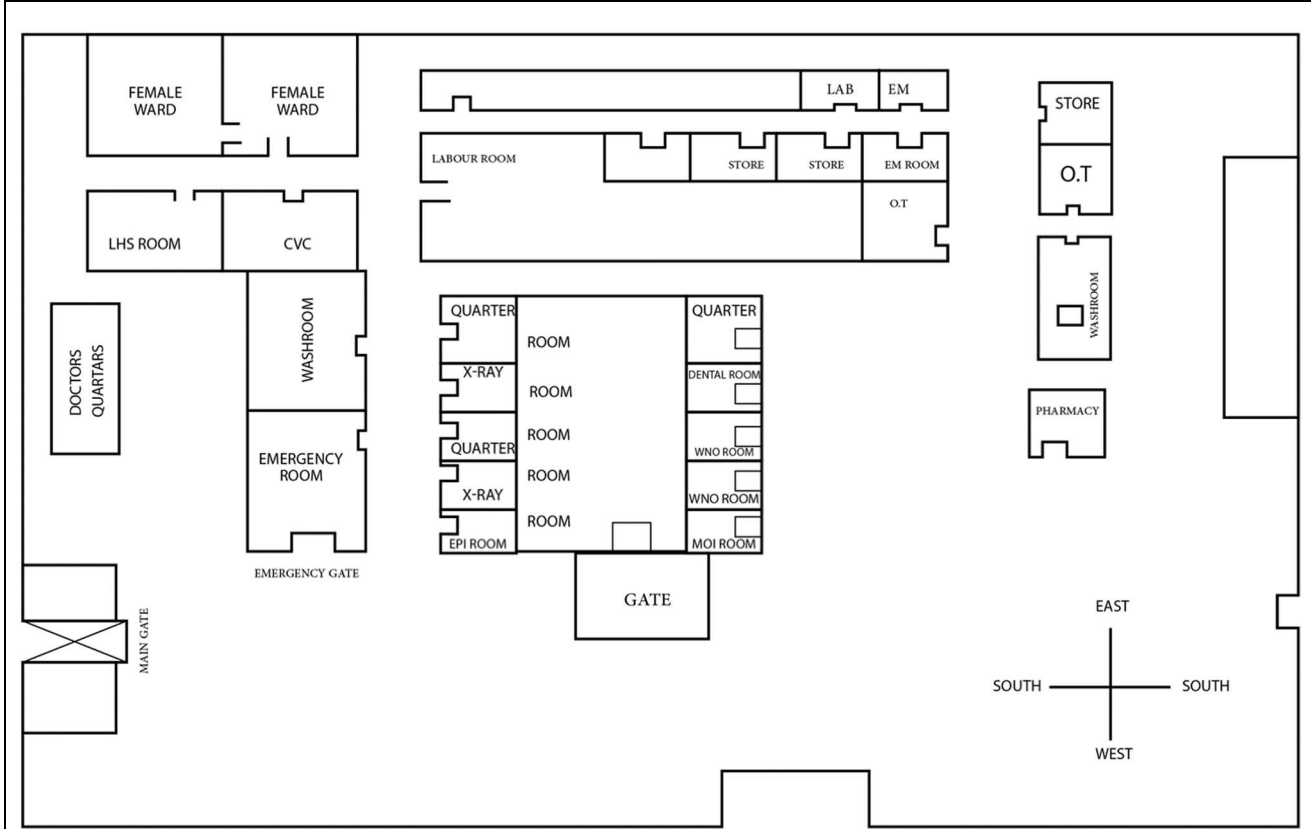 FEMALE
WARD
FEMALE
WARD
LAB
EM
STORE
LABOUR ROOM
STORE
STORE
EM ROOM
O.T
O.T
LHS ROOM
CVC
WASHROOM
WASHROOM
DOCTORS
QUARTARS
QUARTER
ROOM
QUARTER
X-RAY
ROOM
DENTAL ROOM
PHARMACY
QUARTER
ROOM
WNO ROOM
EMERGENCY
ROOM
X-RAY
ROOM
WNO ROOM
EPI ROOM
ROOM
MOI ROOM
EMERGENCY GATE
GATE
MAIN GATE
EAST
SOUTH
SOUTH
WEST